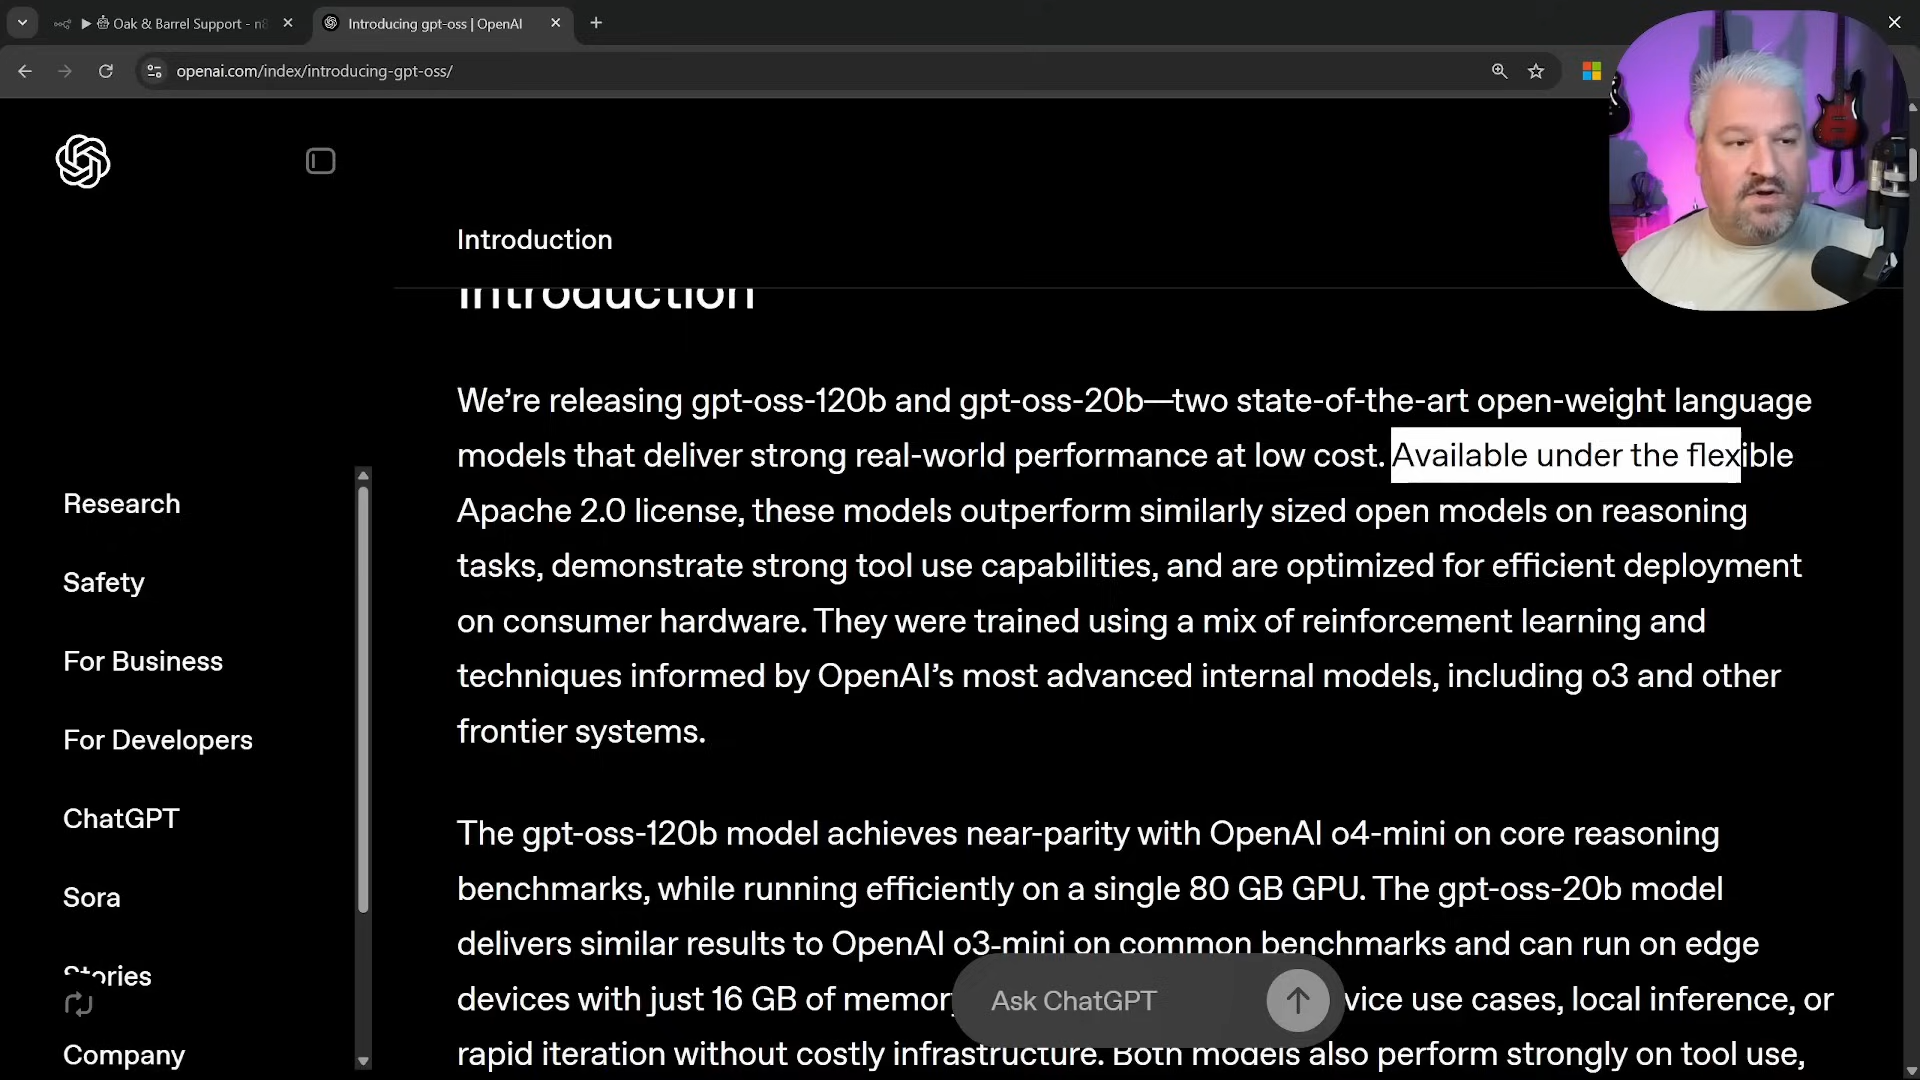 Oak & Barrel Support - n8
Introducing gpt-oss | OpenAI
openai.com/index/introducing-gpt-oss/
Introduction
Introduction
We’re releasing gpt-oss-120b and gpt-oss-20b—two state-of-the-art open-weight language
models that deliver strong real-world performance at low cost. Available under the flexible
Apache 2.0 license, these models outperform similarly sized open models on reasoning
tasks, demonstrate strong tool use capabilities, and are optimized for efficient deployment
on consumer hardware. They were trained using a mix of reinforcement learning and
techniques informed by OpenAI’s most advanced internal models, including o3 and other
frontier systems.
The gpt-oss-120b model achieves near-parity with OpenAI o4-mini on core reasoning
benchmarks, while running efficiently on a single 80 GB GPU. The gpt-oss-20b model
delivers similar results to OpenAI o3-mini on common benchmarks and can run on edge
devices with just 16 GB of memory vice use cases, local inference, or
rapid iteration without costly infrastructure. Both models also perform strongly on tool use,
Research
Safety
For Business
For Developers
ChatGPT
Sora
Stories
Company
Ask ChatGPT